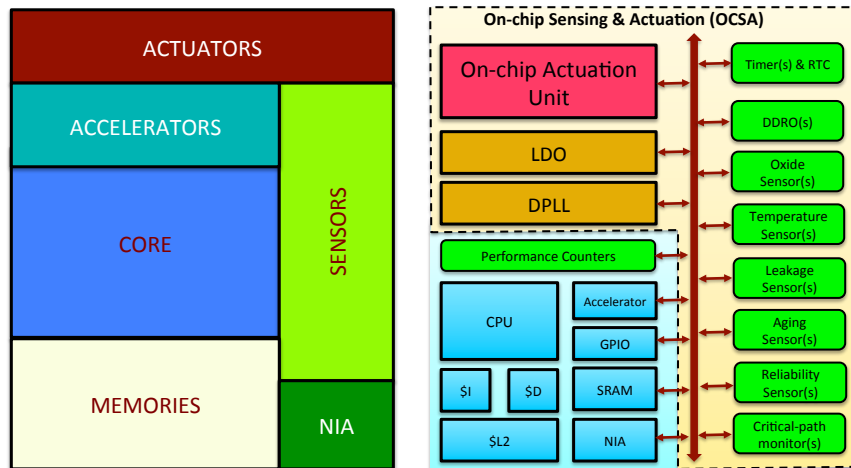 ACTUATORS
ACCELERATORS
CORE
SENSORS
MEMORIES
NIA
On-chip Sensing & Actuation (OCSA)
On-chip Actuation
Unit
LDO
DPLL
Performance Counters
CPU
Accelerator
GPIO
$I
$D
SRAM
$L2
NIA
Timer(s) & RTC
DDRO(s)
Oxide
Sensor(s)
Temperature
Sensor(s)
Leakage
Sensor(s)
Aging
Sensor(s)
Reliability
Sensor(s)
Critical-path
monitor(s)